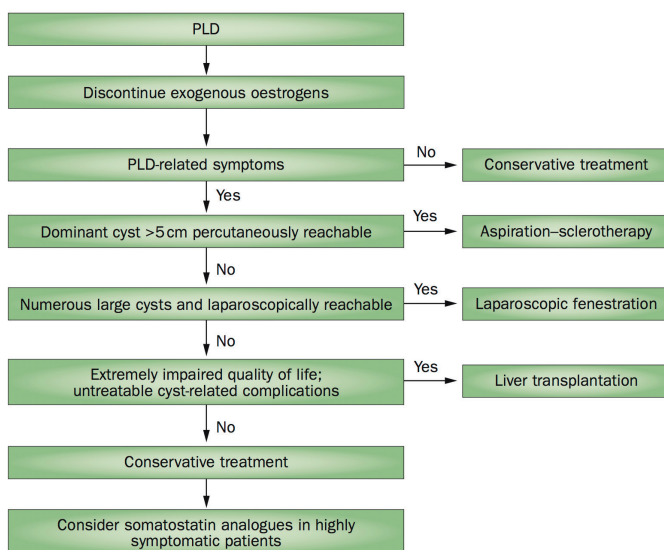 PLD
Discontinue exogenous oestrogens
PLD-related symptoms
No
Conservative treatment
Yes
Dominant cyst >5 cm percutaneously reachable
Yes
Aspiration–sclerotherapy
No
Numerous large cysts and laparoscopically reachable
Yes
Laparoscopic fenestration
No
Extremely impaired quality of life;
untreatable cyst-related complications
Yes
Liver transplantation
No
Conservative treatment
Consider somatostatin analogues in highly
symptomatic patients